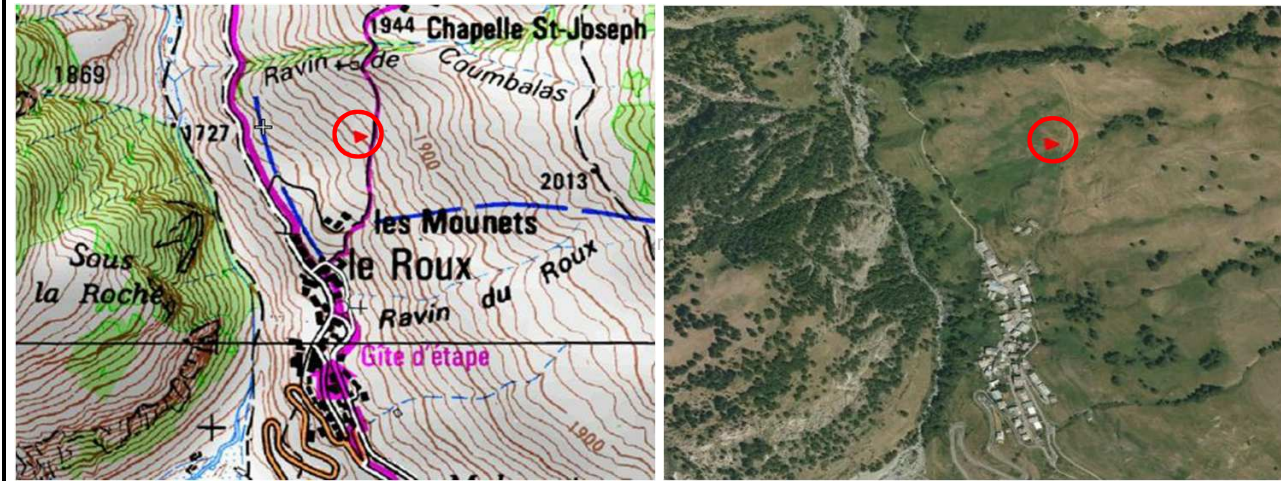 1944 Chapelle St-Joseph
Ravin de Coumbalas
1869
1727
1900
2013
les Mounets
le Roux
Sous
la Roche
Ravin du Roux
Gîte d'étape
1900